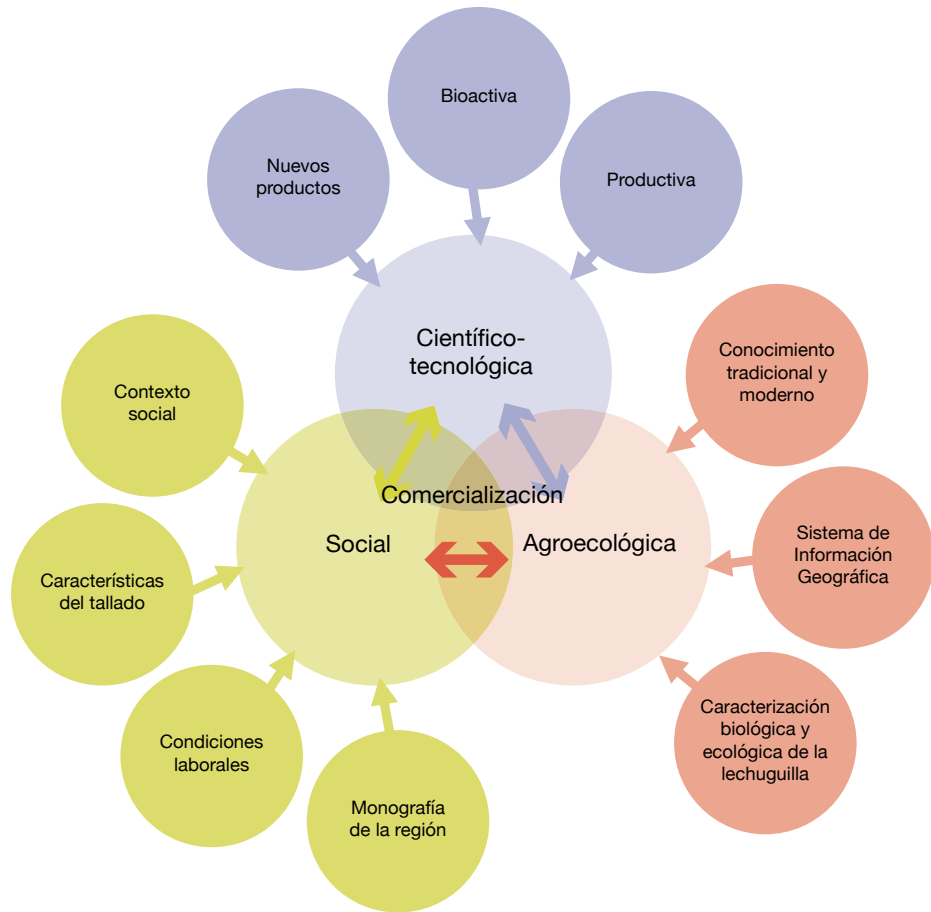 Bioactiva
Nuevos
productos
Productiva
Científico-
tecnológica
Conocimiento
tradicional y
moderno
Contexto
social
Comercialización
Social
Agroecológica
Sistema de
Información
Geográfica
Características
del tallado
Caracterización
biológica y
ecológica de la
lechuguilla
Condiciones
laborales
Monografía
de la región